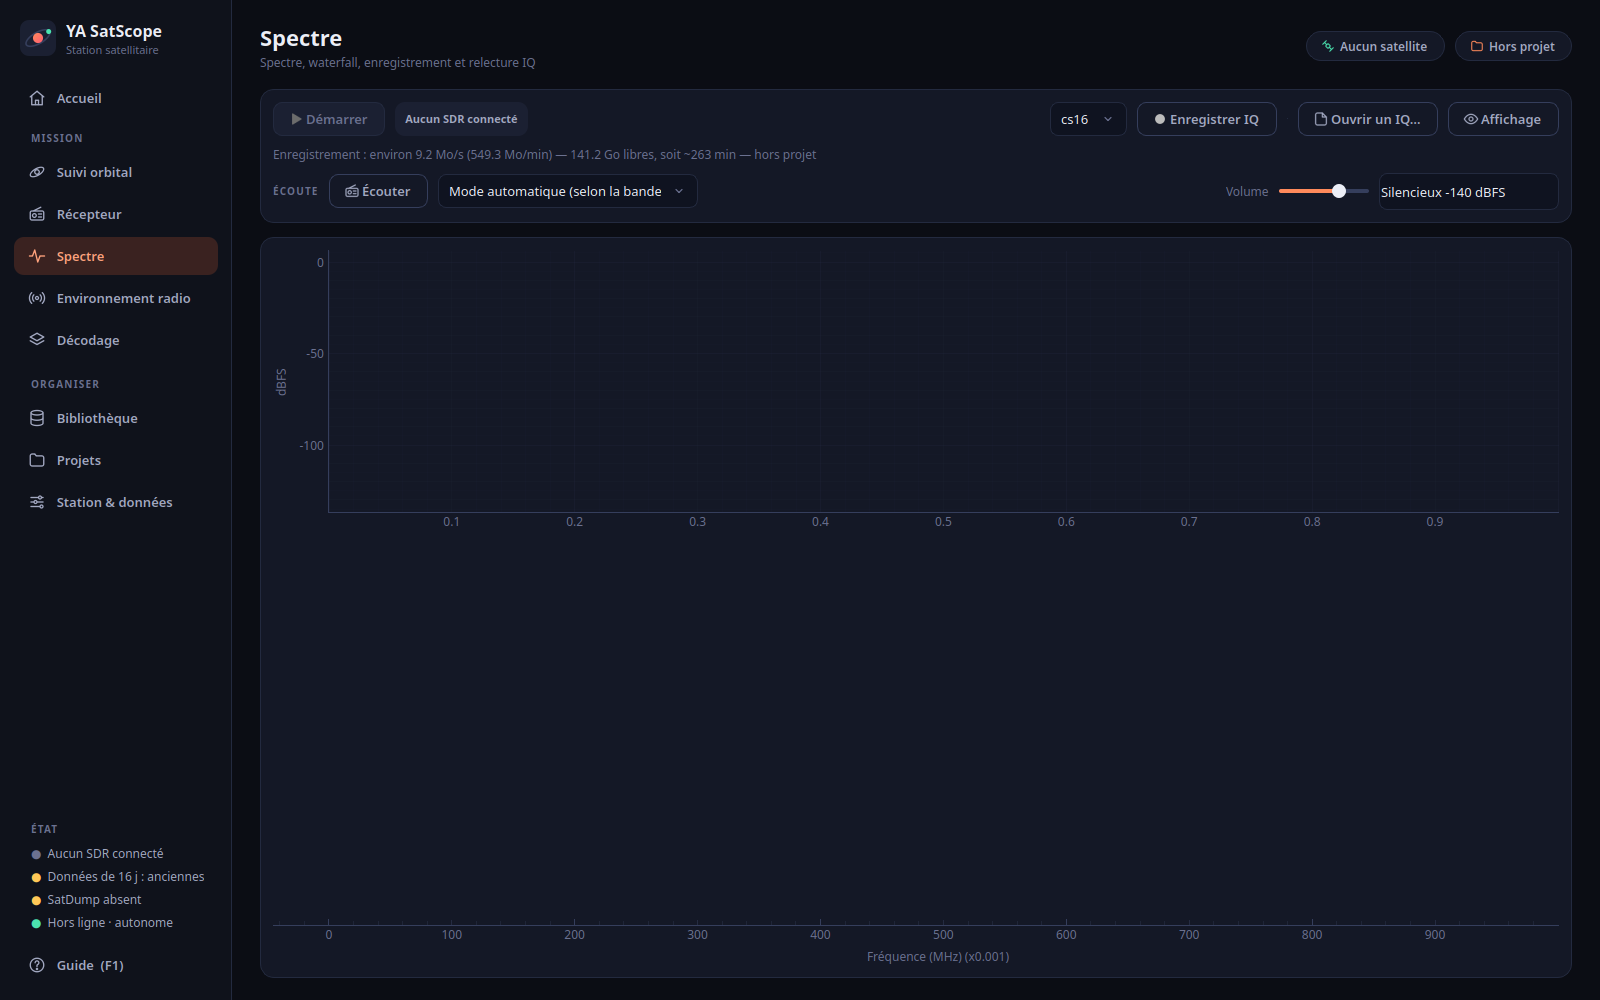 YA SatScope
Station satellitaire
Accueil
MISSION
Suivi orbital
Récepteur
Spectre
Environnement radio
Décodage
ORGANISER
Bibliothèque
Projets
Station & données
ÉTAT
Aucun SDR connecté
Données de 16 j : anciennes
SatDump absent
Hors ligne · autonome
Guide (F1)
Spectre
Spectre, waterfall, enregistrement et relecture IQ
Aucun satellite
Hors projet
Démarrer
Aucun SDR connecté
cs16
Enregistrer IQ
Ouvrir un IQ...
Affichage
Enregistrement : environ 9.2 Mo/s (549.3 Mo/min) — 141.2 Go libres, soit ~263 min — hors projet
ÉCOUTE
Écouter
Mode automatique (selon la bande
Volume
Silencieux -140 dBFS
0
-50
-100
dBFS
0.1 0.2 0.3 0.4 0.5 0.6 0.7 0.8 0.9
0 100 200 300 400 500 600 700 800 900
Fréquence (MHz) (x0.001)